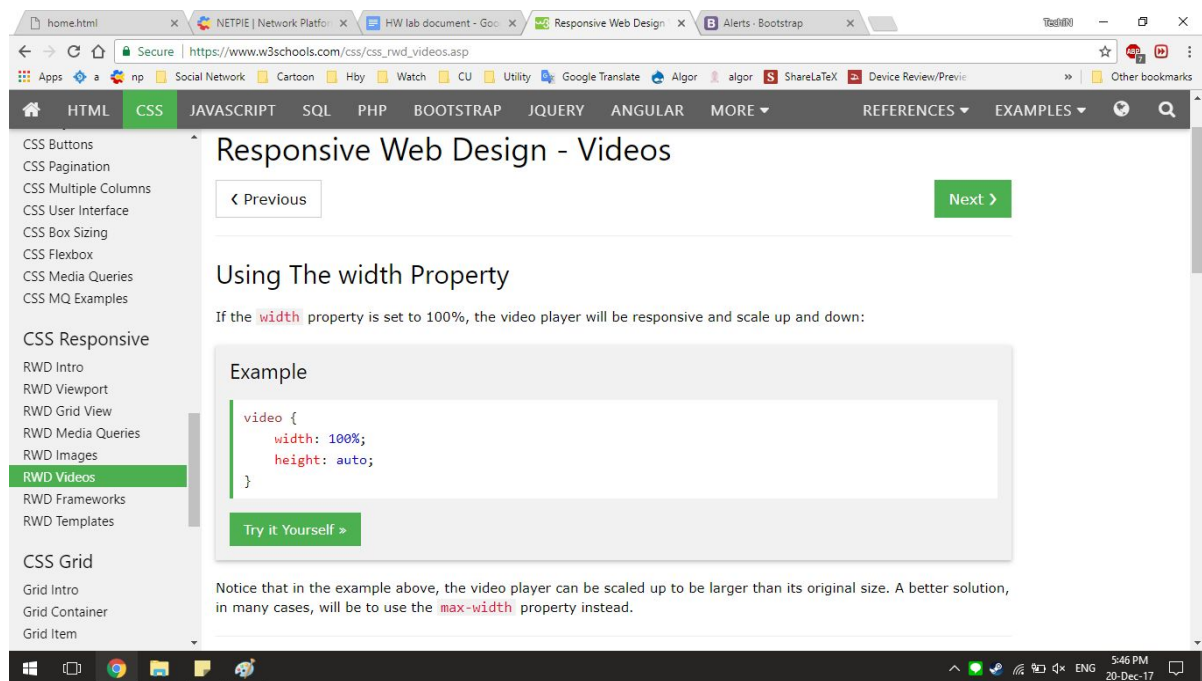 home.html
NETPIE | Network Platfor
HW lab document - Goo
Responsive Web Design
Alerts - Bootstrap
Secure | https://www.w3schools.com/css/css_rwd_videos.asp
ABP 7
Apps a np Social Network Cartoon Hby Watch CU Utility Google Translate Algor algor ShareLaTeX Device Review/Previe » Other bookmarks
HTML CSS JAVASCRIPT SQL PHP BOOTSTRAP JQUERY ANGULAR MORE REFERENCES EXAMPLES
CSS Buttons
CSS Pagination
CSS Multiple Columns
CSS User Interface
CSS Box Sizing
CSS Flexbox
CSS Media Queries
CSS MQ Examples
CSS Responsive
RWD Intro
RWD Viewport
RWD Grid View
RWD Media Queries
RWD Images
RWD Videos
RWD Frameworks
RWD Templates
CSS Grid
Grid Intro
Grid Container
Grid Item
Responsive Web Design - Videos
❮ Previous
Next ❯
Using The width Property
If the width property is set to 100%, the video player will be responsive and scale up and down:
Example
video {
width: 100%;
height: auto;
}
Try it Yourself »
Notice that in the example above, the video player can be scaled up to be larger than its original size. A better solution,
in many cases, will be to use the max-width property instead.
ENG
5:46 PM
20-Dec-17